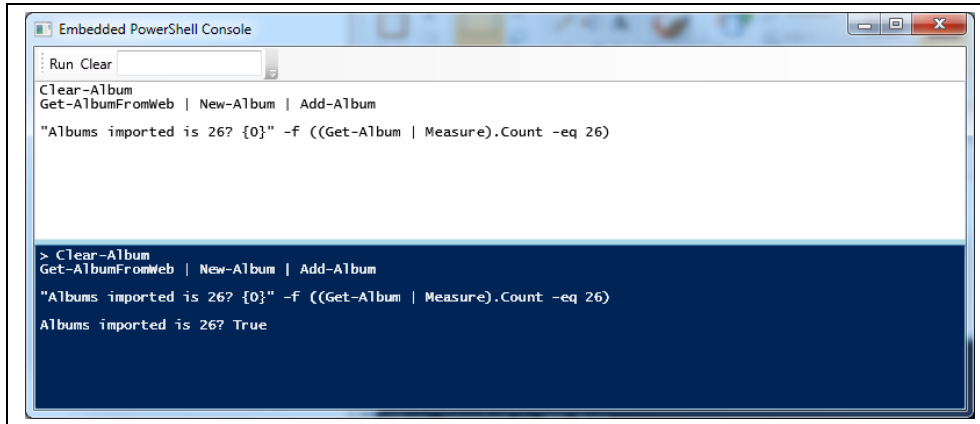 Embedded PowerShell Console
Run Clear
Clear-Album
Get-AlbumFromWeb | New-Album | Add-Album
"Albums imported is 26? {0}" -f ((Get-Album | Measure).Count -eq 26)
> Clear-Album
Get-AlbumFromWeb | New-Album | Add-Album
"Albums imported is 26? {0}" -f ((Get-Album | Measure).Count -eq 26)
Albums imported is 26? True